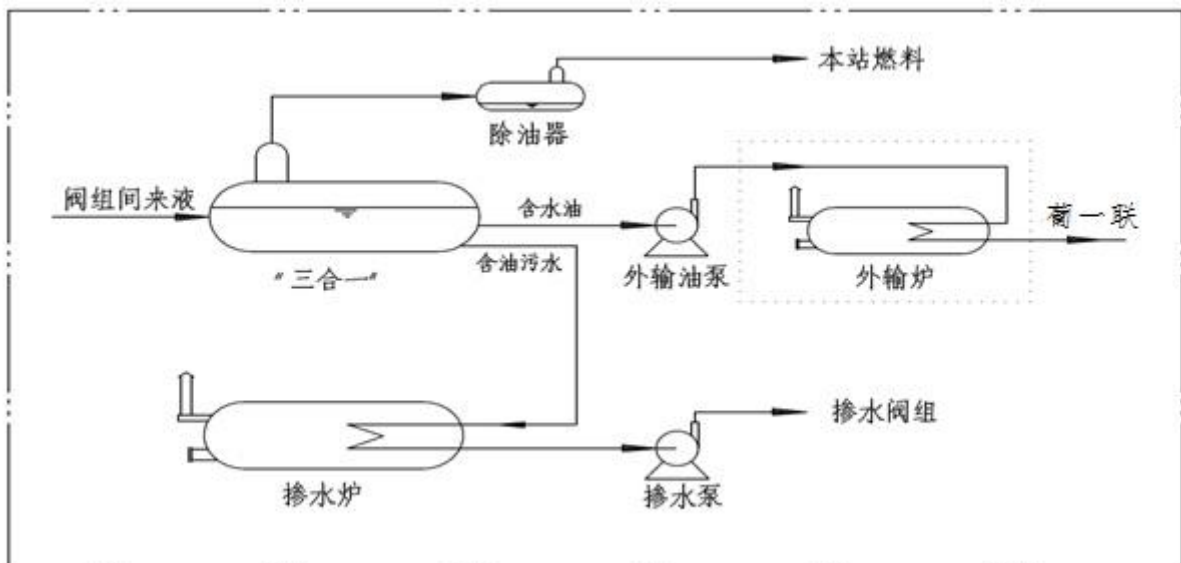 本站燃料
除油器
阀组间来液
含水油
葡一联
含油污水
"三合一"
外输油泵
外输炉
掺水阀组
掺水炉
掺水泵